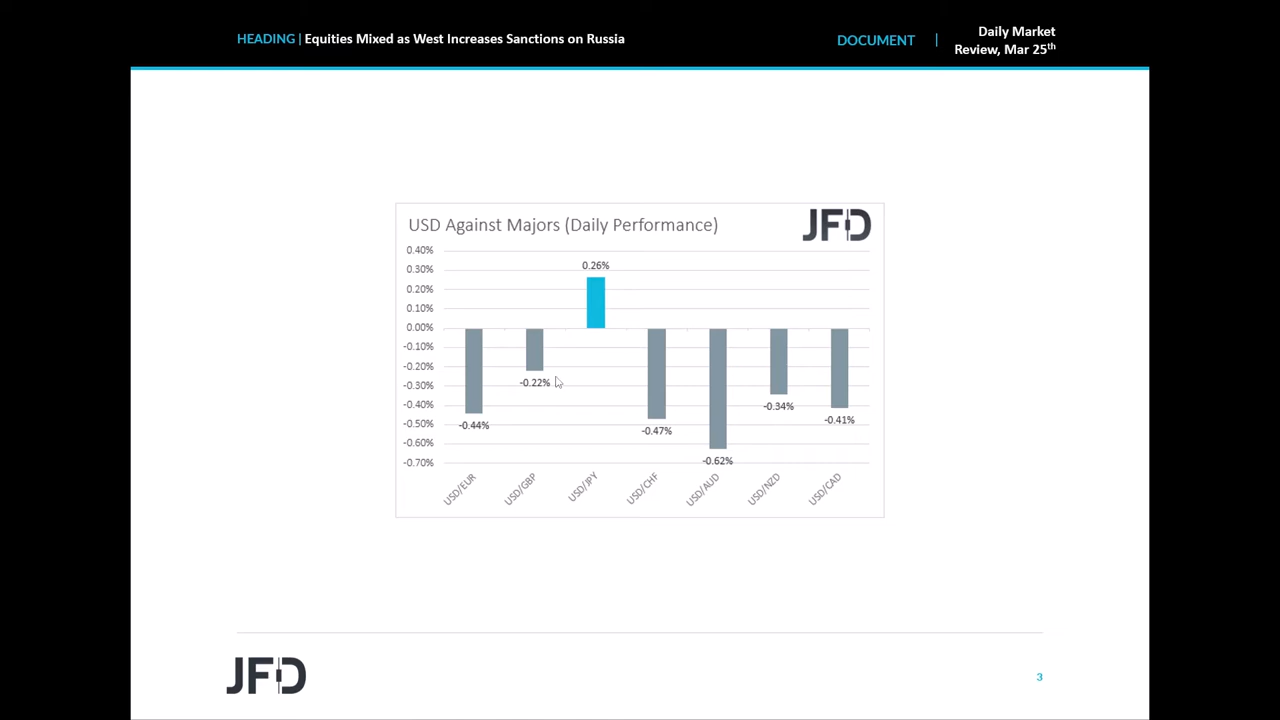 HEADING | Equities Mixed as West Increases Sanctions on Russia
DOCUMENT |
Daily Market
Review, Mar 25th
USD Against Majors (Daily Performance)
JFD
0.40%
0.30%
0.20%
0.10%
0.00%
-0.10%
-0.20%
-0.30%
-0.40%
-0.50%
-0.60%
-0.70%
-0.44%
-0.22%
0.26%
-0.47%
-0.62%
-0.34%
-0.41%
USD/EUR
USD/GBP
USD/JPY
USD/CHF
USD/AUD
USD/NZD
USD/CAD
JFD
3